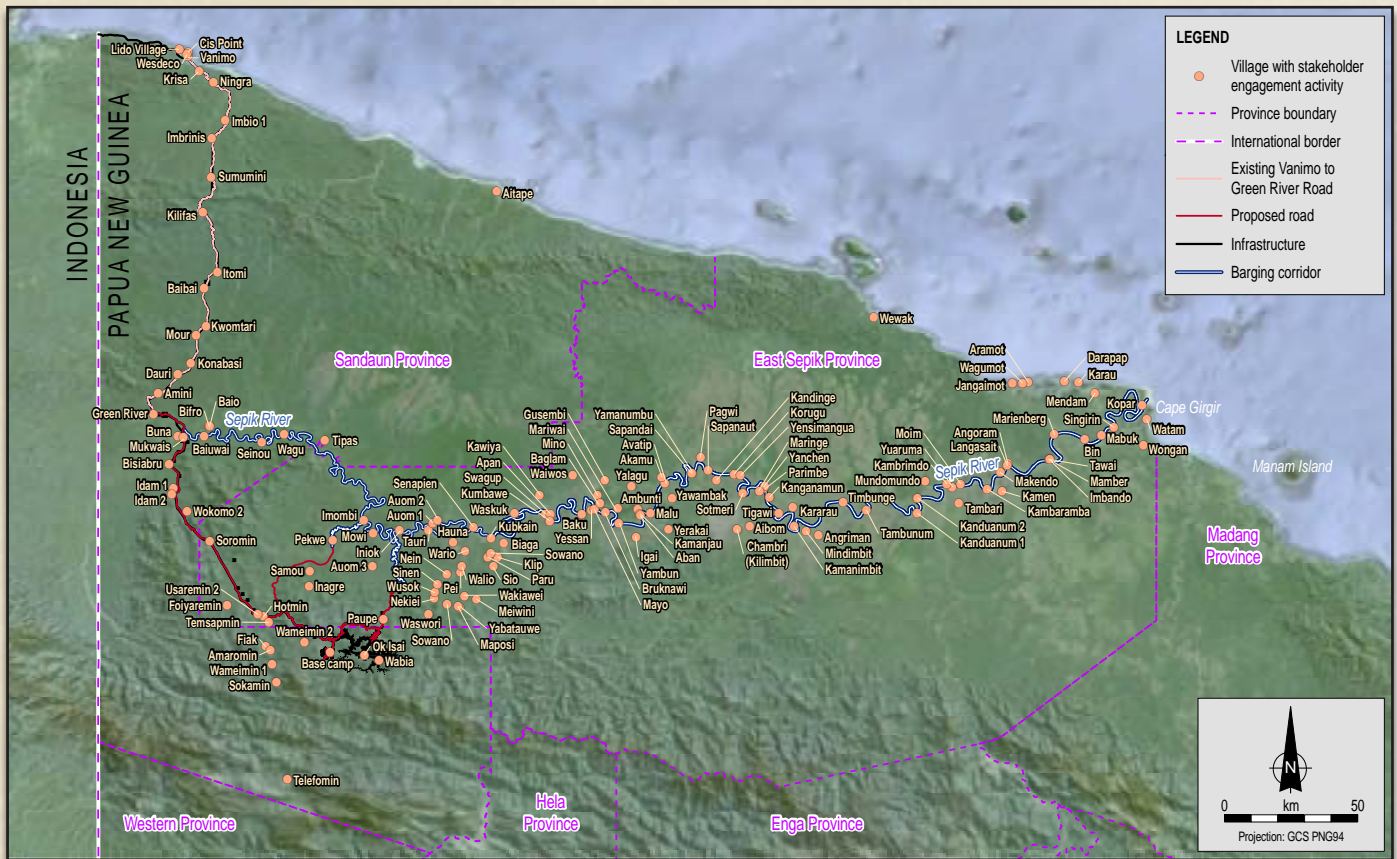 Lido Village
Cis Point
Wesdeco
Vanimo
Krisa
Ningra
Imbio 1
Imbrinis
Sumumini
Kilifas
Itomi
Baibai
Kwomtari
Mour
Konabasi
Dauri
Amini
Green River
Bifro
Baio
Buna
Mukwais
Baiuwai
Seinou
Wagu
Tipas
Bisiabru
Idam 1
Idam 2
Wokomo 2
Soromin
INDONESIA
PAPUA NEW GUINEA
Aitape
Wewak
Sandaun Province
East Sepik Province
Sepik River
Sepik River
Imombi
Pekwe
Mowi
Iniok
Auom 3
Samou
Inagre
Usaremin 2
Foiyaremin
Hotmin
Temsapmin
Wameimin 2
Fiak
Amaromin
Wameimin 1
Sokamin
Base camp
Paupe
Ok Isai
Wabia
Telefomin
Senapien
Auom 2
Auom 1
Tauri
Hauna
Nein
Wario
Sinen
Wusok
Pei
Nekiei
Waswori
Sowano
Walio
Wakiawei
Meiwini
Yabatauwe
Maposi
Kawiya
Apan
Swagup
Kumbawe
Waskuk
Kubkain
Biaga
Sowano
Klip
Sio
Paru
Gusembi
Mariwai
Mino
Baglam
Waiwos
Baku
Yessan
Igai
Yambun
Bruknawi
Mayo
Yamanumbu
Sapandai
Avatip
Akamu
Yalagu
Ambunti
Malu
Yawambak
Yerakai
Kamanjau
Aban
Pagwi
Sapanaut
Sotmeri
Kandinge
Korugu
Yensimangua
Maringe
Yanchen
Parimbe
Kanganamun
Tigawi
Aibom
Chambri
(Kilimbit)
Kararau
Angriman
Mindimbit
Kamanimbit
Timbunge
Tambunum
Moim
Yuaruma
Kambrimdo
Mundomundo
Kanduanum 2
Kanduanum 1
Tambari
Angoram
Langasait
Marienberg
Makendo
Kamen
Kambaramba
Aramot
Wagumot
Jangaimot
Darapap
Karau
Mendam
Singirin
Kopar
Bin
Mabuk
Watam
Wongan
Tawai
Mamber
Imbando
Cape Girgir
Manam Island
Madang
Province
Western Province
Hela
Province
Enga Province
LEGEND
Village with stakeholder
engagement activity
Province boundary
International border
Existing Vanimo to
Green River Road
Proposed road
Infrastructure
Barging corridor
N
0 km 50
Projection: GCS PNG94